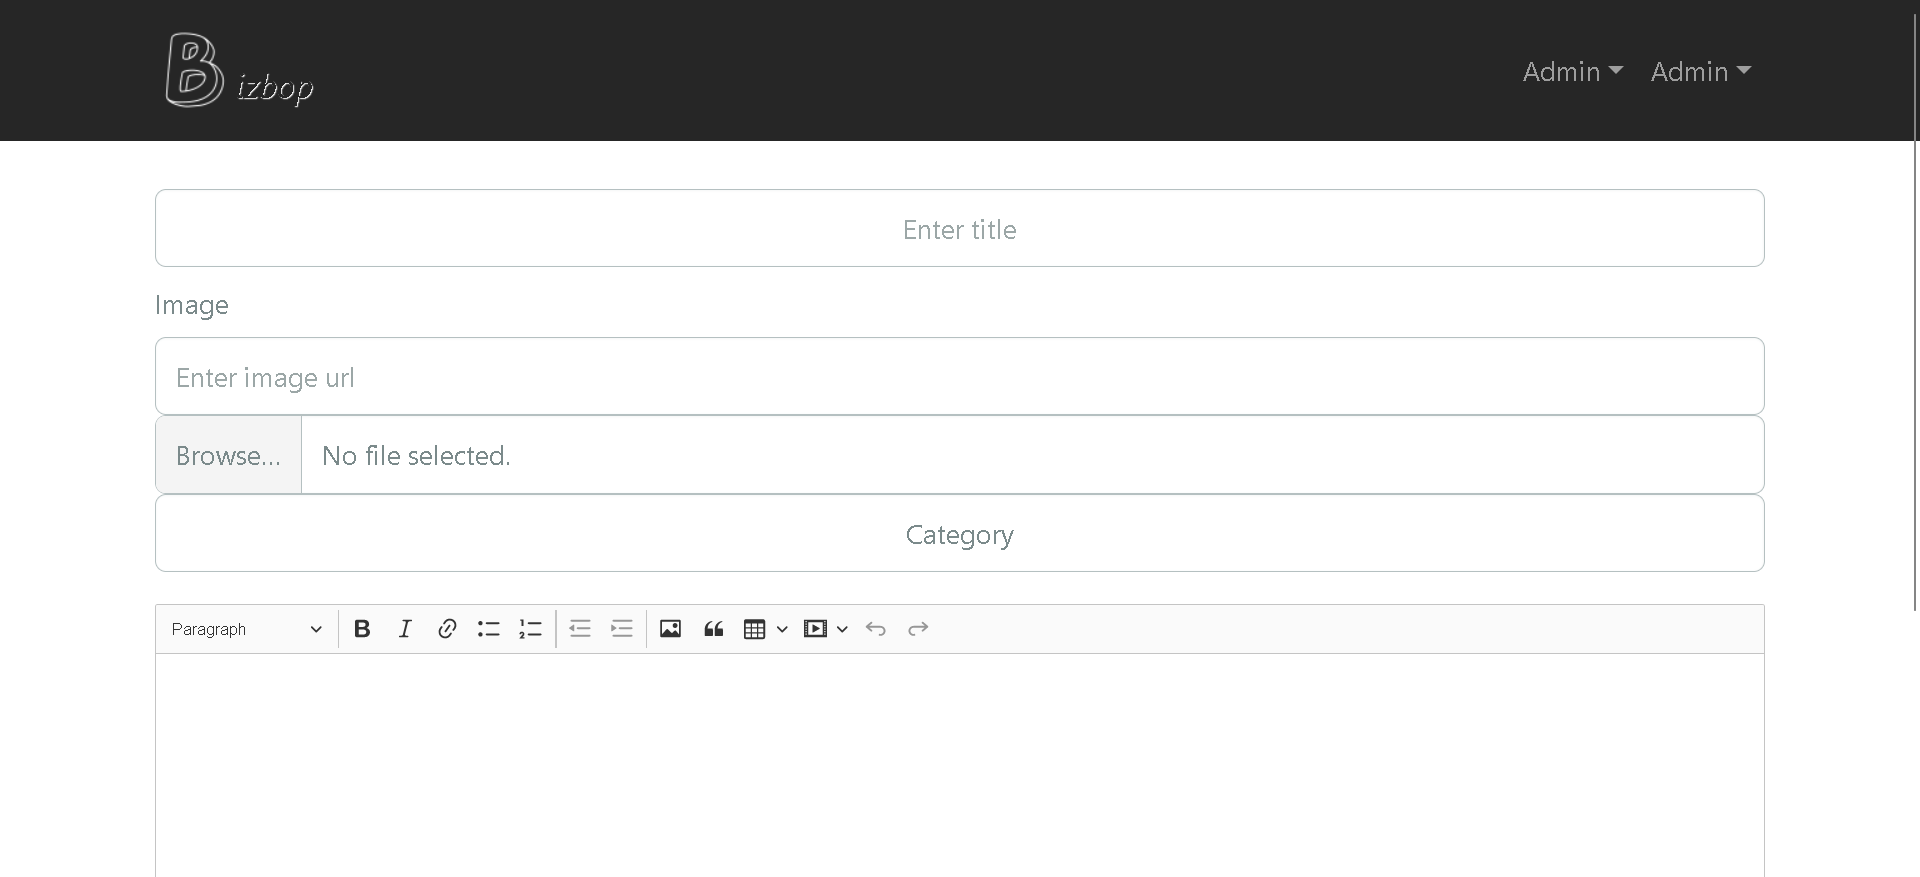 Bizbop
Admin Admin
Enter title
Image
Enter image url
Browse... No file selected.
Category
Paragraph